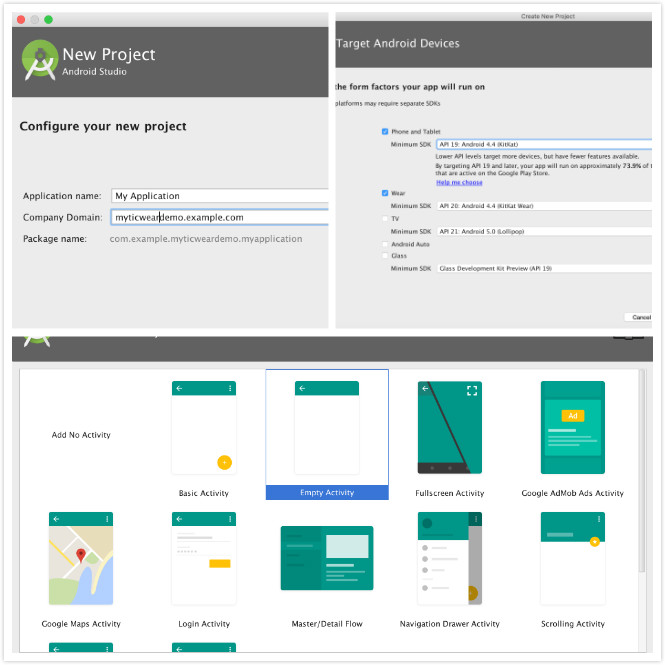 New Project
Android Studio
Configure your new project
Application name: My Application
Company Domain: myticweardemo.example.com
Package name: com.example.myticweardemo.myapplication
Create New Project
Target Android Devices
the form factors your app will run on
platforms may require separate SDKs
Phone and Tablet
Minimum SDK API 19: Android 4.4 (KitKat)
Lower API levels target more devices, but have fewer features available.
By targeting API 19 and later, your app will run on approximately 73.9% of t
that are active on the Google Play Store.
Help me choose
Wear
Minimum SDK API 20: Android 4.4 (KitKat Wear)
TV
Minimum SDK API 21: Android 5.0 (Lollipop)
Android Auto
Glass
Minimum SDK Glass Development Kit Preview (API 19)
Cancel
Add No Activity
Basic Activity
Empty Activity
Fullscreen Activity
Ad
Google AdMob Ads Activity
Google Maps Activity
Login Activity
Master/Detail Flow
Navigation Drawer Activity
Scrolling Activity